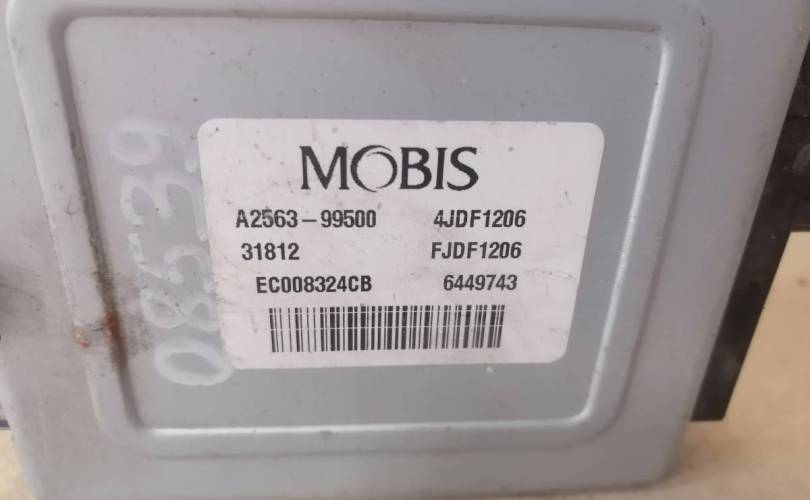 MOBIS
A2563-99500 4JDF1206
31812 FJDF1206
EC008324CB 6449743
08539